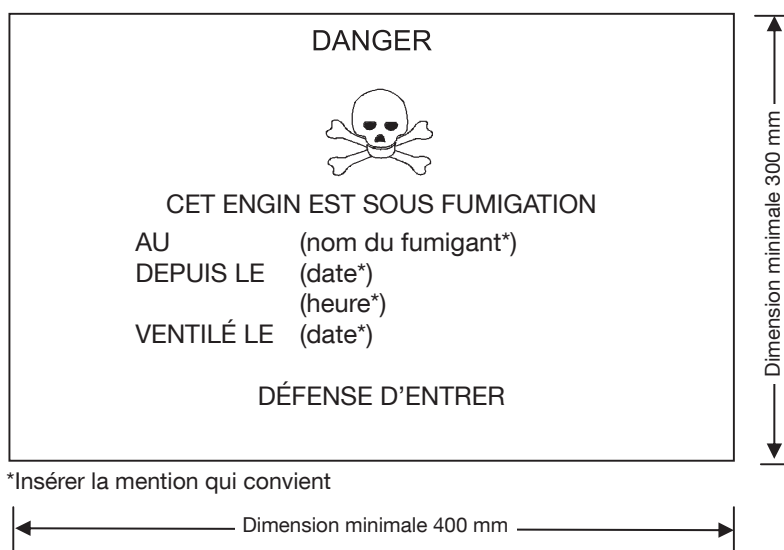 DANGER
CET ENGIN EST SOUS FUMIGATION
AU (nom du fumigant*)
DEPUIS LE (date*)
(heure*)
VENTILÉ LE (date*)
DÉFENSE D’ENTRER
*Insérer la mention qui convient
Dimension minimale 400 mm
Dimension minimale 300 mm